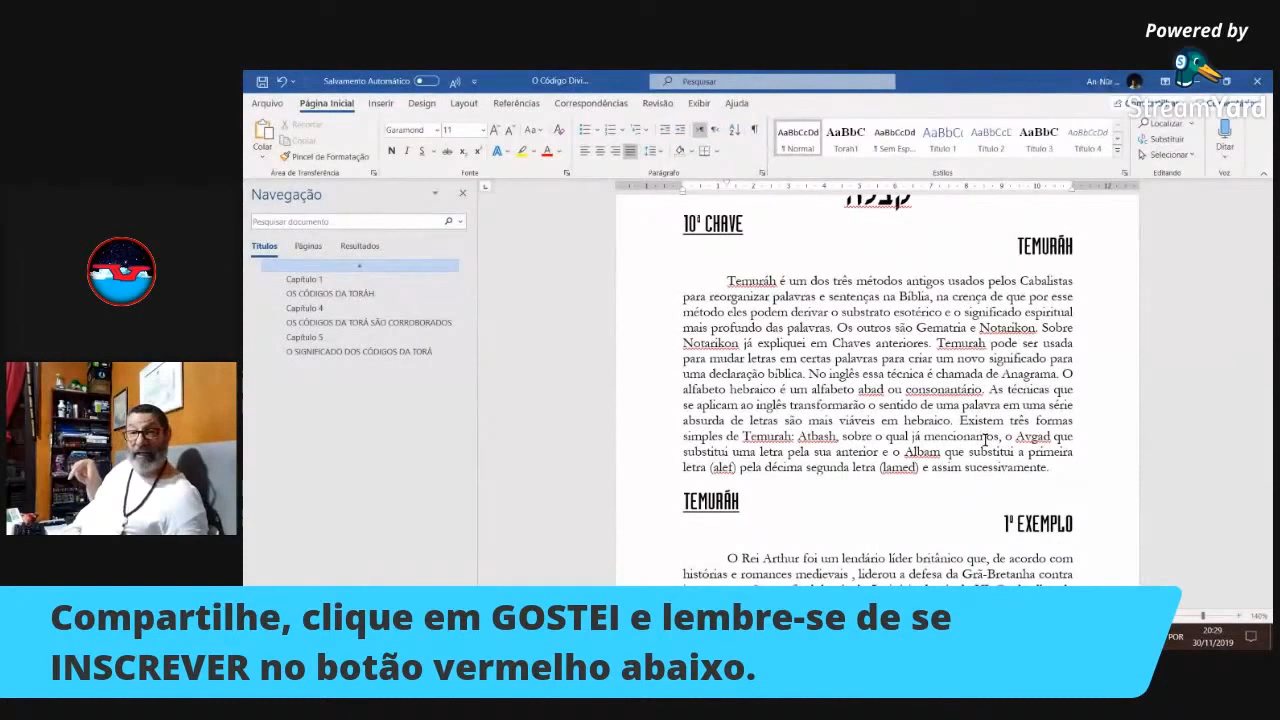 Powered by
StreamYard
Salvamento Automático
O Código Divi...
Pesquisar
Arquivo
Página Inicial
Inserir
Design
Layout
Referências
Correspondências
Revisão
Exibir
Ajuda
Colar
Recortar
Copiar
Pincel de Formatação
Área de Transferência
Garamond
11
Fonte
Parágrafo
AaBbCcDd
¶ Normal
AaBbC
Torah1
AaBbCcDd
¶ Sem Esp...
AaBbC
Título 1
AaBbCcL
Título 2
AaBbC
Título 3
AaBbCcDd
Título 4
Estilos
Localizar
Substituir
Selecionar
Editando
Ditar
Voz
Navegação
Pesquisar documento
Títulos
Páginas
Resultados
Capítulo 1
OS CÓDIGOS DA TORÁH
Capítulo 4
OS CÓDIGOS DA TORÁ SÃO CORROBORADOS
Capítulo 5
O SIGNIFICADO DOS CÓDIGOS DA TORÁ
10ª CHAVE
TEMURÁH
Temuráh é um dos três métodos antigos usados pelos Cabalistas
para reorganizar palavras e sentenças na Bíblia, na crença de que por esse
método eles podem derivar o substrato esotérico e o significado espiritual
mais profundo das palavras. Os outros são Gematria e Notarikon. Sobre
Notarikon já expliquei em Chaves anteriores. Temurah pode ser usada
para mudar letras em certas palavras para criar um novo significado para
uma declaração bíblica. No inglês essa técnica é chamada de Anagrama. O
alfabeto hebraico é um alfabeto abad ou consonantário. As técnicas que
se aplicam ao inglês transformarão o sentido de uma palavra em uma série
absurda de letras são mais viáveis em hebraico. Existem três formas
simples de Temurah: Atbash, sobre o qual já mencionamos, o Avgad que
substitui uma letra pela sua anterior e o Albam que substitui a primeira
letra (alef) pela décima segunda letra (lamed) e assim sucessivamente.
TEMURÁH
1º EXEMPLO
O Rei Arthur foi um lendário líder britânico que, de acordo com
histórias e romances medievais , liderou a defesa da Grã-Bretanha contra
140%
POR
20:29
30/11/2019
Compartilhe, clique em GOSTEI e lembre-se de se
INSCREVER no botão vermelho abaixo.